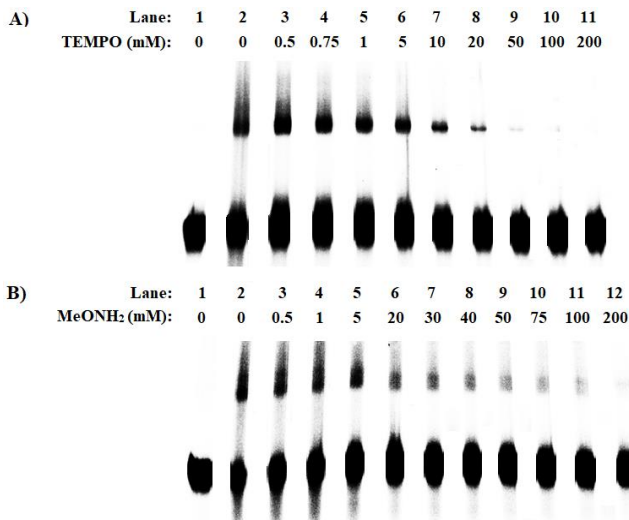 A) Lane: 1 2 3 4 5 6 7 8 9 10 11
TEMPO (mM): 0 0 0.5 0.75 1 5 10 20 50 100 200
B) Lane: 1 2 3 4 5 6 7 8 9 10 11 12
MeONH₂ (mM): 0 0 0.5 1 5 20 30 40 50 75 100 200